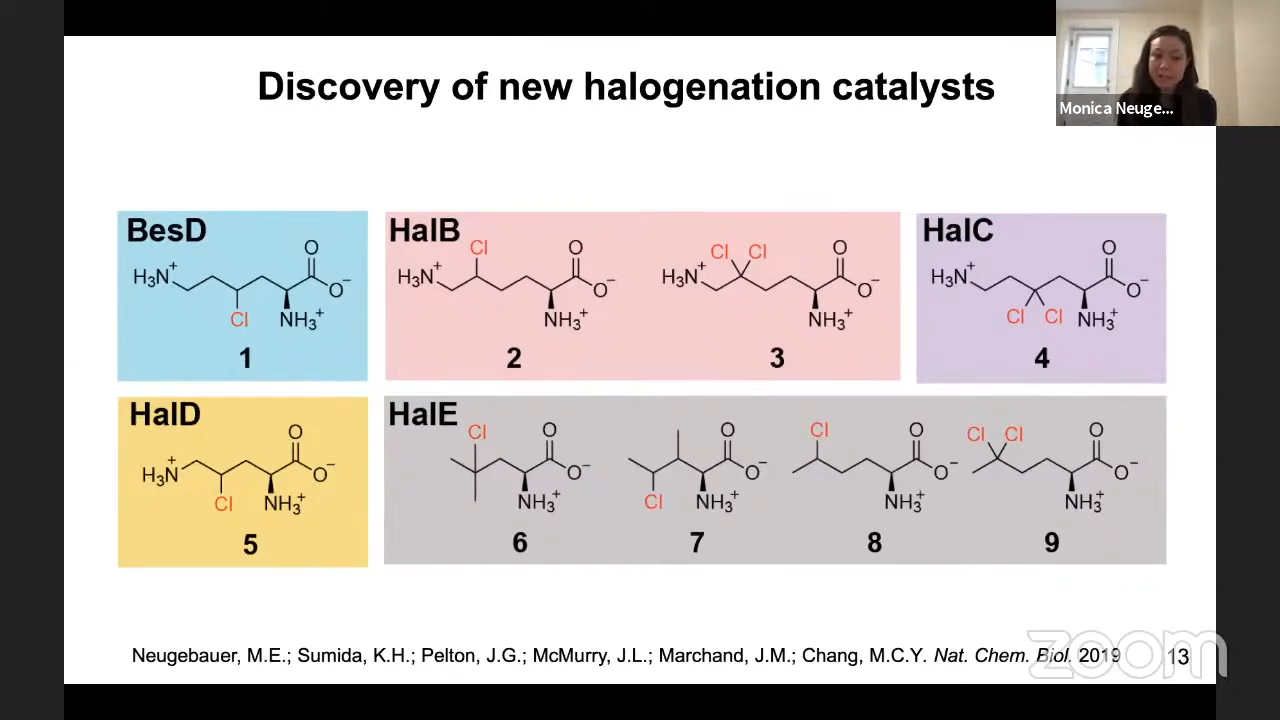 Discovery of new halogenation catalysts
Monica Neuge...
BesD
H3N+
Cl
NH3+
O
O−
1
HalB
H3N+
Cl
NH3+
O
O−
2
H3N+
Cl Cl
NH3+
O
O−
3
HalC
H3N+
Cl Cl
NH3+
O
O−
4
HalD
H3N+
Cl
NH3+
O
O−
5
HalE
Cl
NH3+
O
O−
6
Cl
NH3+
O
O−
7
Cl
NH3+
O
O−
8
Cl Cl
NH3+
O
O−
9
Neugebauer, M.E.; Sumida, K.H.; Pelton, J.G.; McMurry, J.L.; Marchand, J.M.; Chang, M.C.Y. Nat. Chem. Biol. 2019
13
zoom